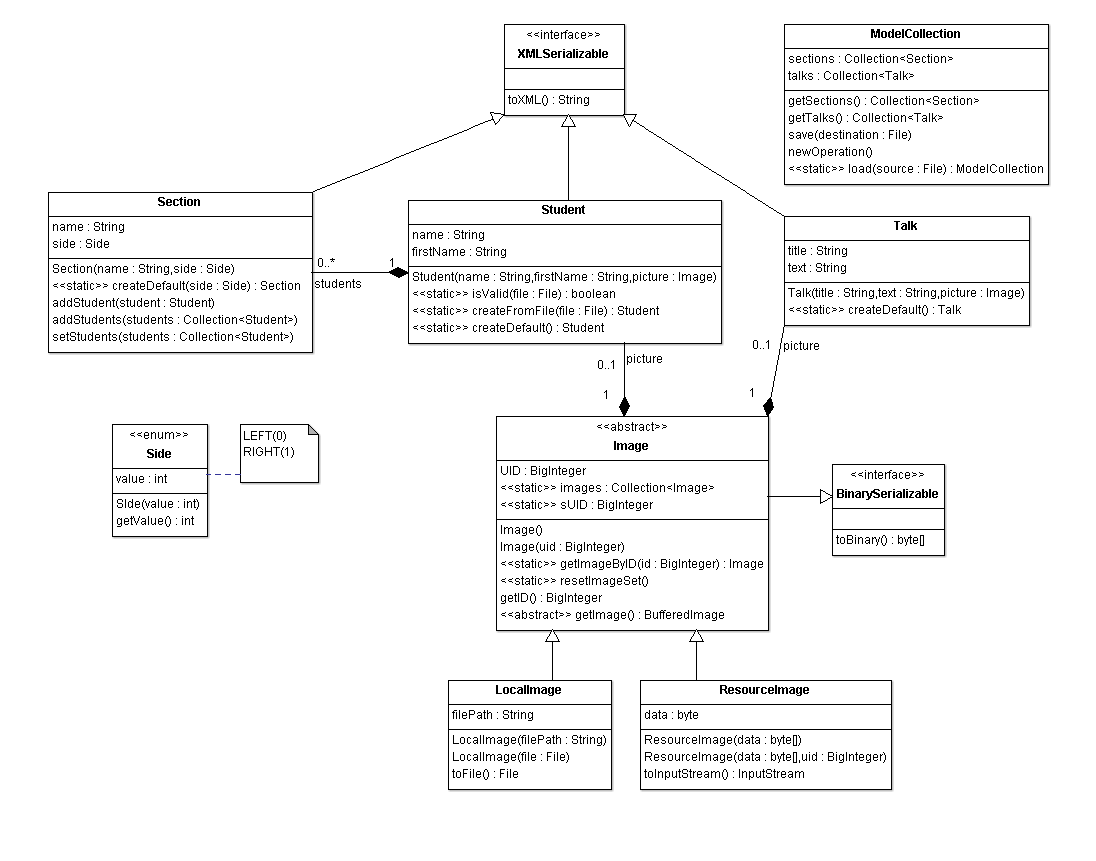 <<interface>>
XMLSerializable
toXML() : String
ModelCollection
sections : Collection<Section>
talks : Collection<Talk>
getSections() : Collection<Section>
getTalks() : Collection<Talk>
save(destination : File)
newOperation()
<<static>> load(source : File) : ModelCollection
Section
name : String
side : Side
Section(name : String,side : Side)
<<static>> createDefault(side : Side) : Section
addStudent(student : Student)
addStudents(students : Collection<Student>)
setStudents(students : Collection<Student>)
0..*
1
students
Student
name : String
firstName : String
Student(name : String,firstName : String,picture : Image)
<<static>> isValid(file : File) : boolean
<<static>> createFromFile(file : File) : Student
<<static>> createDefault() : Student
Talk
title : String
text : String
Talk(title : String,text : String,picture : Image)
<<static>> createDefault() : Talk
0..1
picture
1
0..1
picture
1
<<enum>>
Side
value : int
SIde(value : int)
getValue() : int
LEFT(0)
RIGHT(1)
<<abstract>>
Image
UID : BigInteger
<<static>> images : Collection<Image>
<<static>> sUID : BigInteger
Image()
Image(uid : BigInteger)
<<static>> getImageByID(id : BigInteger) : Image
<<static>> resetImageSet()
getID() : BigInteger
<<abstract>> getImage() : BufferedImage
<<interface>>
BinarySerializable
toBinary() : byte[]
LocalImage
filePath : String
LocalImage(filePath : String)
LocalImage(file : File)
toFile() : File
ResourceImage
data : byte
ResourceImage(data : byte[])
ResourceImage(data : byte[],uid : BigInteger)
toInputStream() : InputStream